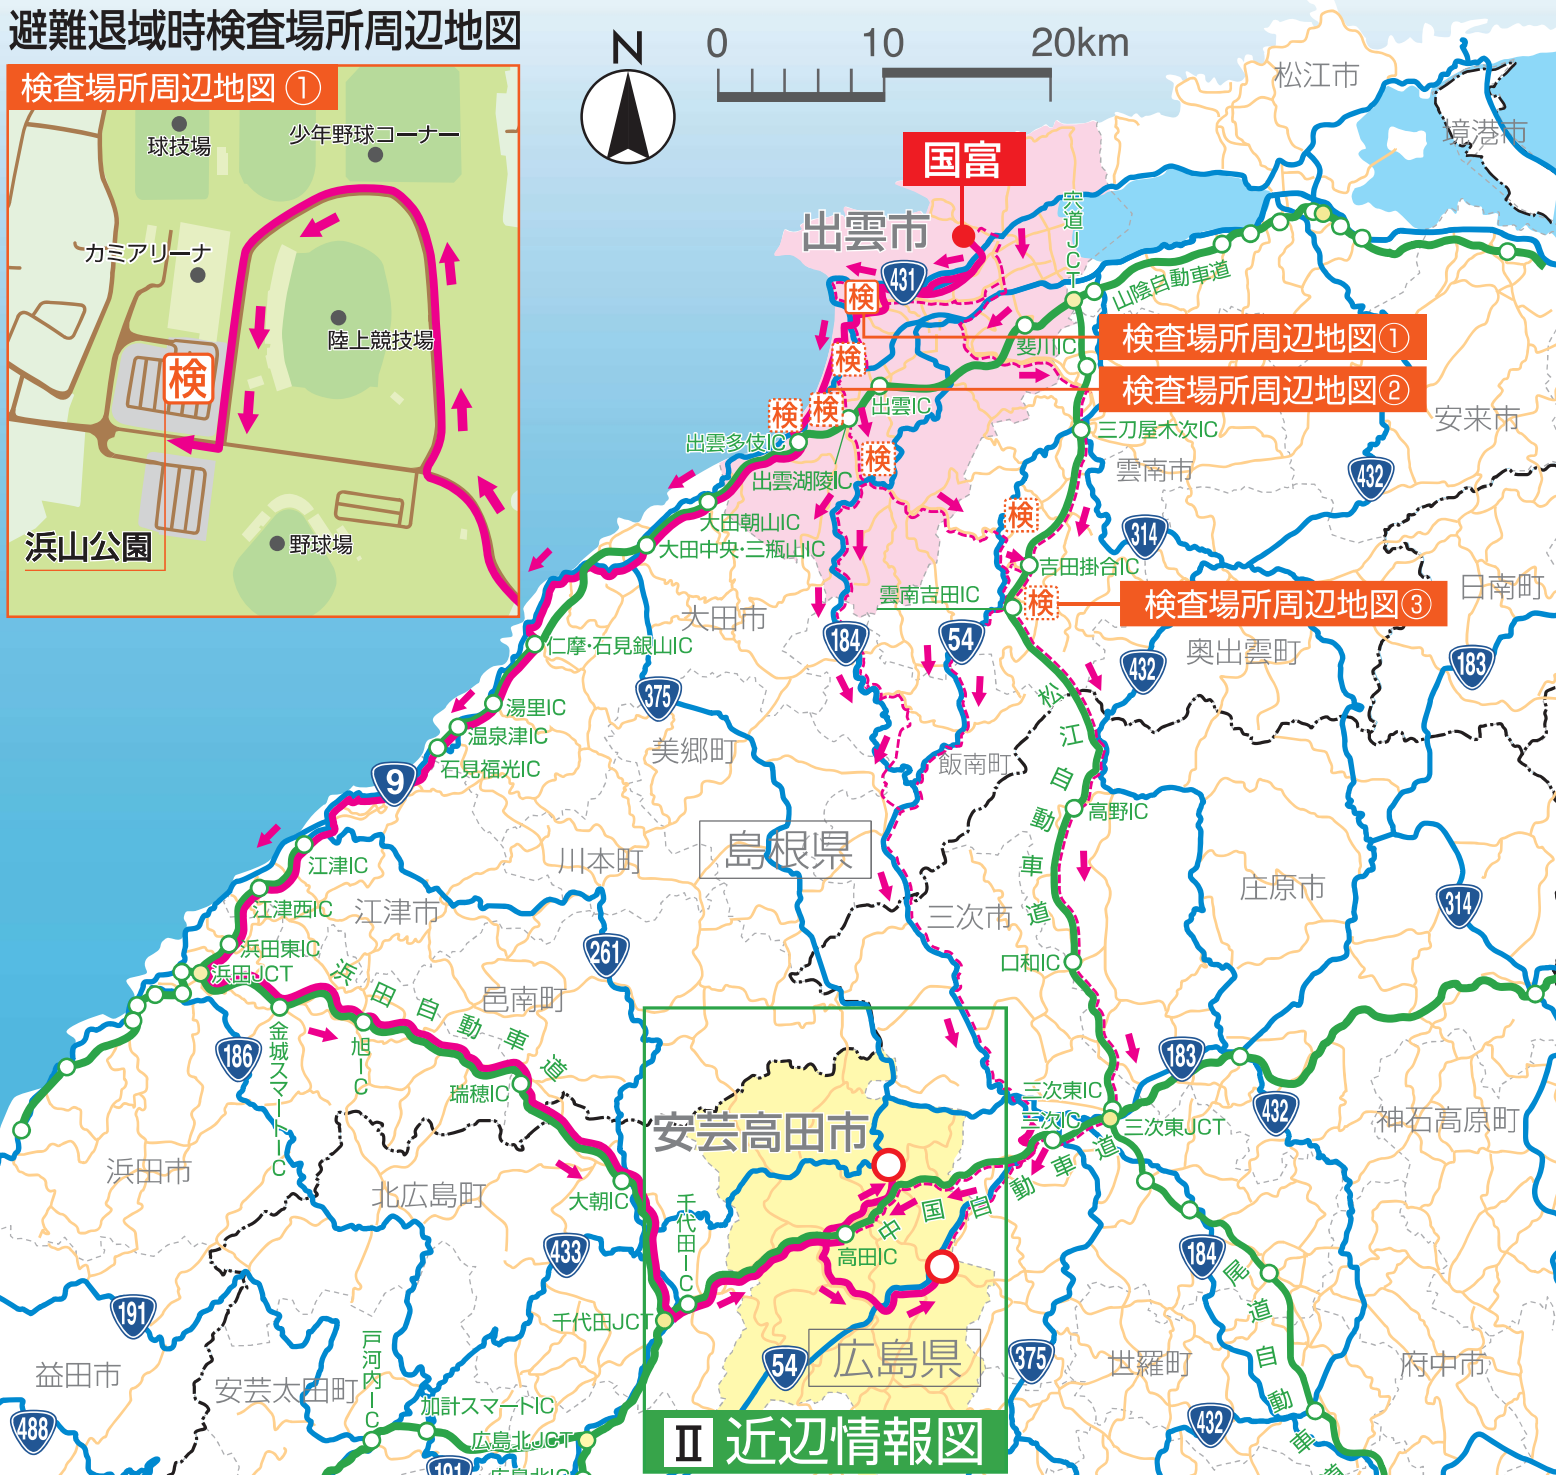 避難退域時検査場所周辺地図
検査場所周辺地図 ①
球技場
少年野球コーナー
カミアリーナ
陸上競技場
検
浜山公園
野球場
N
0 10 20km
松江市
境港市
国富
出雲市
宍道JCT
431
検
山陰自動車道
検査場所周辺地図①
斐川IC
検
検査場所周辺地図②
出雲IC
検
検
安来市
三刀屋木次IC
出雲多伎IC
検
雲南市
432
出雲湖陵IC
検
大田朝山IC
314
大田中央・三瓶山IC
吉田掛合IC
日南町
雲南吉田IC
検
検査場所周辺地図③
大田市
184
54
仁摩・石見銀山IC
奥出雲町
432
183
375
湯里IC
松江自動車道
温泉津IC
美郷町
飯南町
石見福光IC
9
高野IC
島根県
江津IC
川本町
庄原市
江津西IC
江津市
三次市
314
浜田東IC
261
口和IC
浜田JCT
浜田自動車道
邑南町
金城スマートIC
旭IC
186
183
瑞穂IC
三次東IC
432
三次IC
三次東JCT
神石高原町
安芸高田市
浜田市
北広島町
大朝IC
千代田IC
中国自動車道
433
高田IC
184
尾道自動車道
191
千代田JCT
戸河内IC
広島県
54
375
世羅町
府中市
益田市
安芸太田町
加計スマートIC
488
広島北JCT
432
191
広島北IC
Ⅱ 近辺情報図